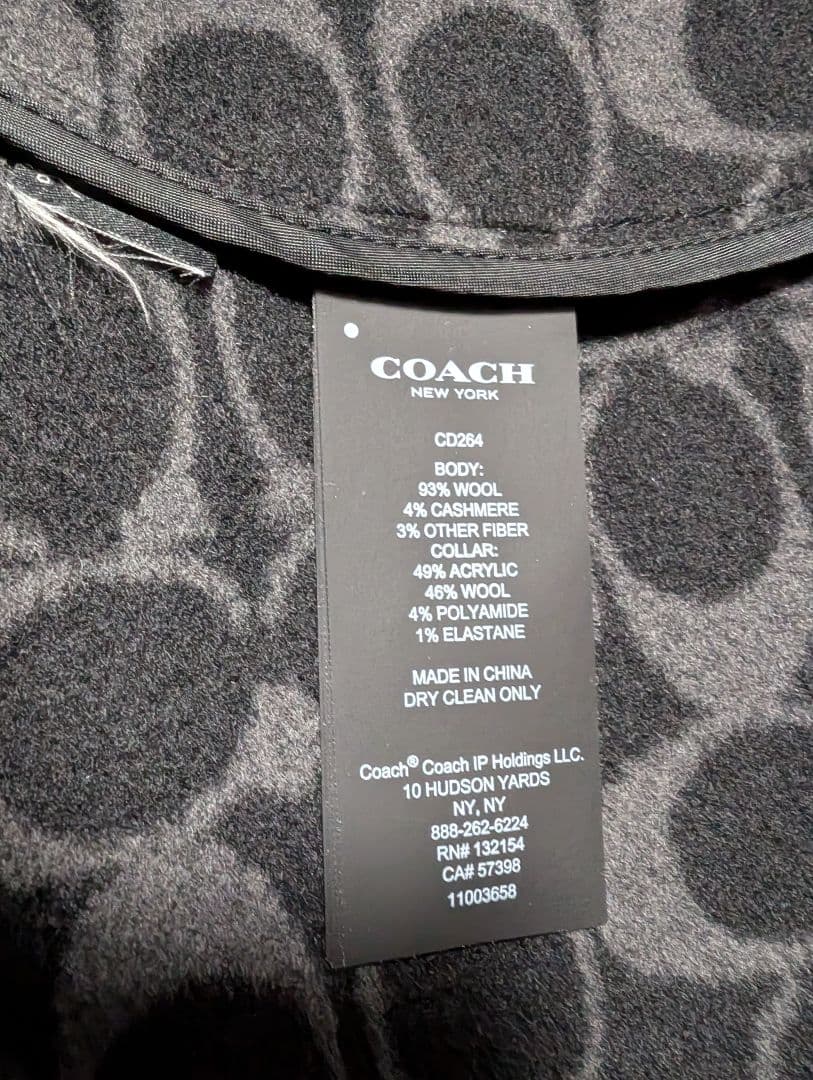 COACH
NEW YORK
CD264
BODY:
93% WOOL
4% CASHMERE
3% OTHER FIBER
COLLAR:
49% ACRYLIC
46% WOOL
4% POLYAMIDE
1% ELASTANE
MADE IN CHINA
DRY CLEAN ONLY
Coach® Coach IP Holdings LLC.
10 HUDSON YARDS
NY, NY
888-262-6224
RN# 132154
CA# 57398
11003658